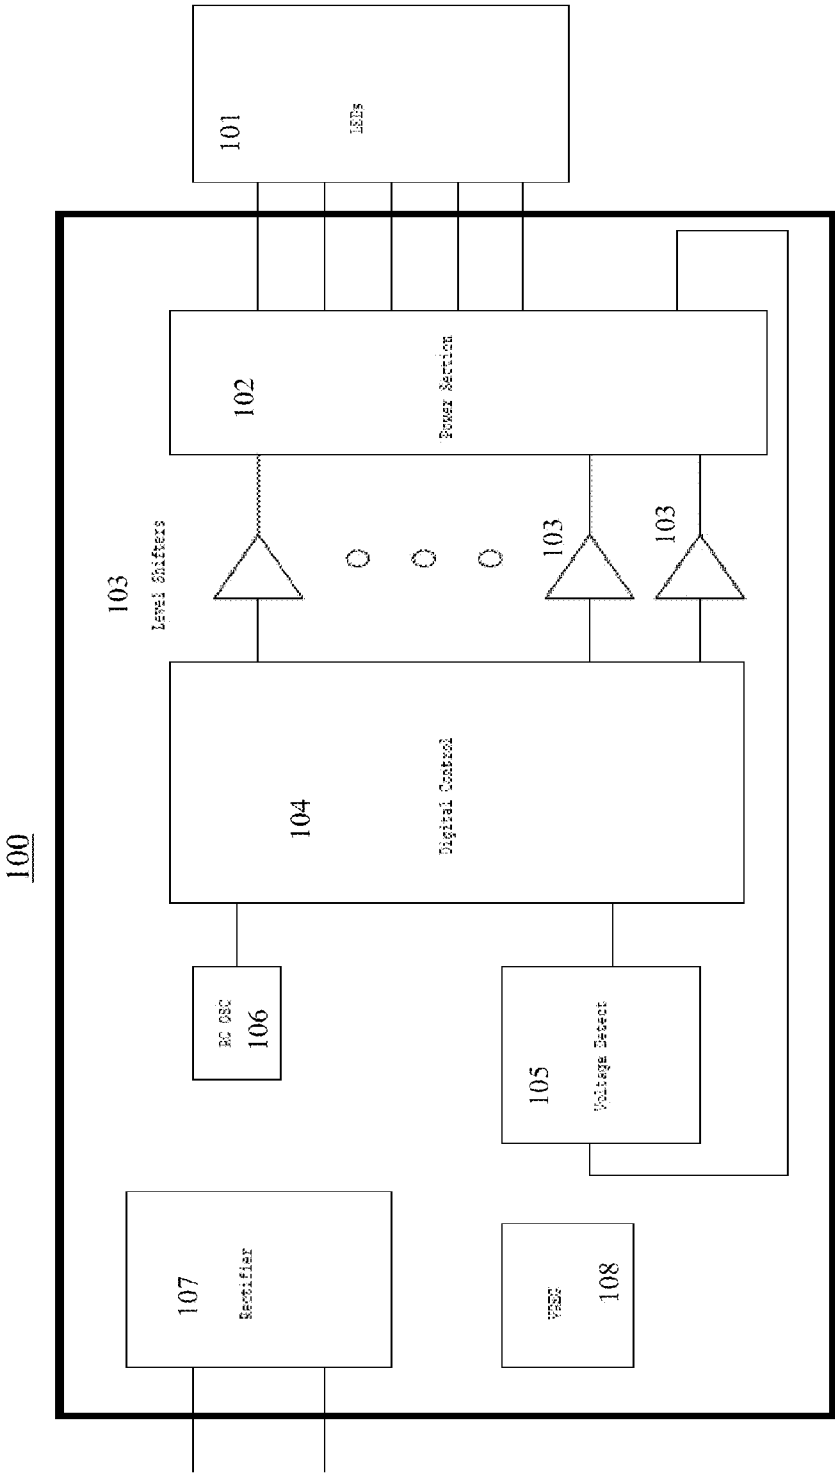 100
101
LEDs
102
Power Section
103
Level Shifters
103
103
104
Digital Control
RC OSC
106
105
Voltage Detect
107
Rectifier
VREG
108